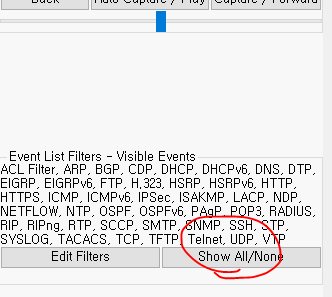 Back Auto Capture / Play Capture / Forward
Event List Filters - Visible Events
ACL Filter, ARP, BGP, CDP, DHCP, DHCPv6, DNS, DTP,
EIGRP, EIGRPv6, FTP, H.323, HSRP, HSRPv6, HTTP,
HTTPS, ICMP, ICMPv6, IPSec, ISAKMP, LACP, NDP,
NETFLOW, NTP, OSPF, OSPFv6, PAgP, POP3, RADIUS,
RIP, RIPng, RTP, SCCP, SMTP, SNMP, SSH, STP,
SYSLOG, TACACS, TCP, TFTP, Telnet, UDP, VTP
Edit Filters Show All/None